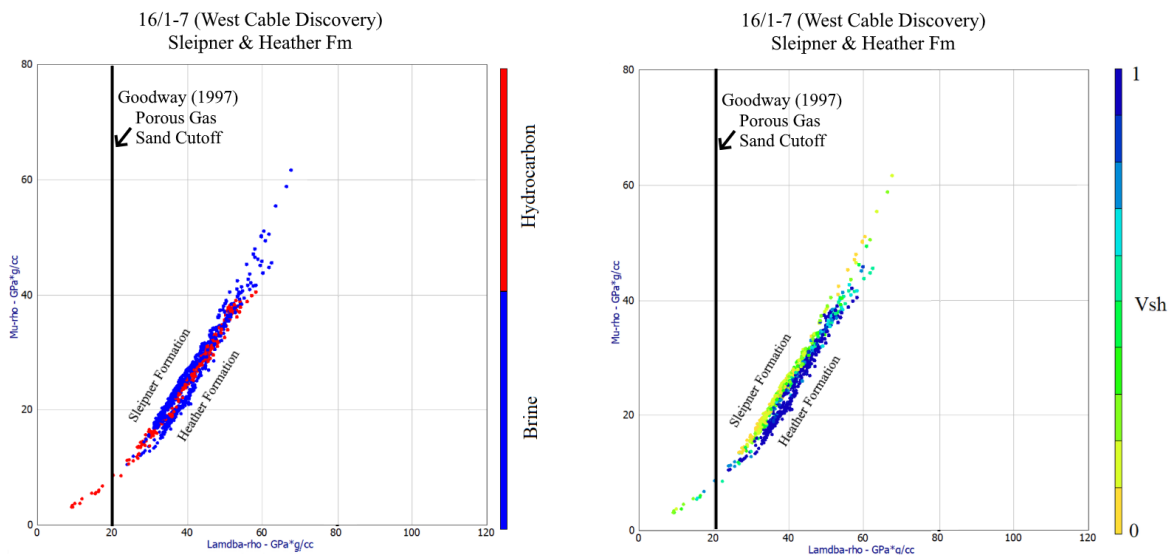 16/1-7 (West Cable Discovery)
Sleipner & Heather Fm
80
60
40
20
0
Mu-rho - GPa*g/cc
Goodway (1997)
Porous Gas
Sand Cutoff
Sleipner Formation
Heather Formation
0
20
40
60
80
100
120
Lamdba-rho - GPa*g/cc
Hydrocarbon
Brine
16/1-7 (West Cable Discovery)
Sleipner & Heather Fm
80
60
40
20
0
Mu-rho - GPa*g/cc
Goodway (1997)
Porous Gas
Sand Cutoff
Sleipner Formation
Heather Formation
0
20
40
60
80
100
120
Lamdba-rho - GPa*g/cc
1
Vsh
0